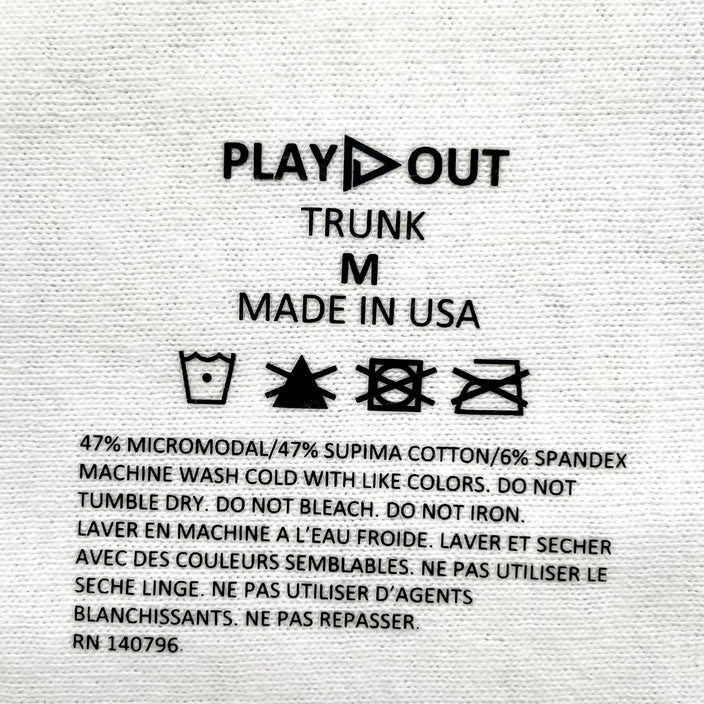 PLAY OUT
TRUNK
M
MADE IN USA
47% MICROMODAL/47% SUPIMA COTTON/6% SPANDEX
MACHINE WASH COLD WITH LIKE COLORS. DO NOT
TUMBLE DRY. DO NOT BLEACH. DO NOT IRON.
LAVER EN MACHINE A L'EAU FROIDE. LAVER ET SECHER
AVEC DES COULEURS SEMBLABLES. NE PAS UTILISER LE
SECHE LINGE. NE PAS UTILISER D'AGENTS
BLANCHISSANTS. NE PAS REPASSER.
RN 140796.